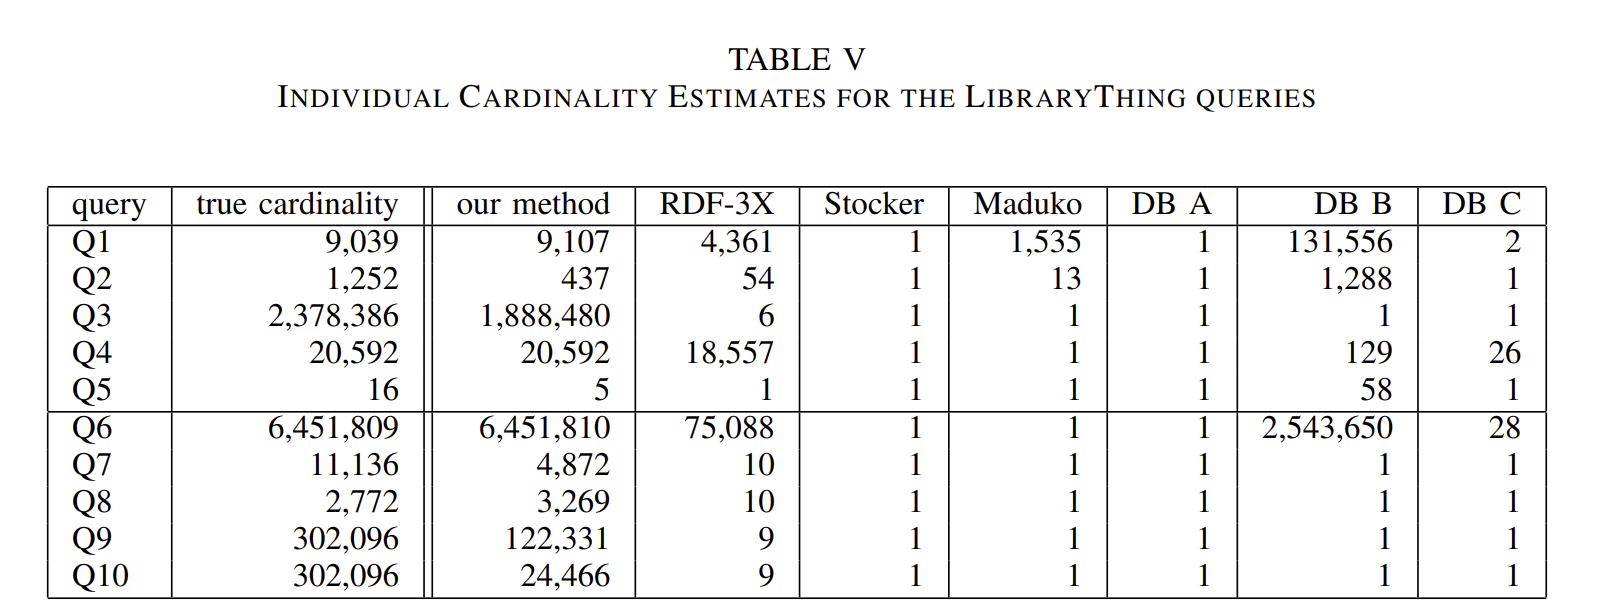 TABLE V
INDIVIDUAL CARDINALITY ESTIMATES FOR THE LIBRARYTHING QUERIES
query true cardinality our method RDF-3X Stocker Maduko DB A DB B DB C
Q1 9,039 9,107 4,361 1 1,535 1 131,556 2
Q2 1,252 437 54 1 13 1 1,288 1
Q3 2,378,386 1,888,480 6 1 1 1 1 1
Q4 20,592 20,592 18,557 1 1 1 129 26
Q5 16 5 1 1 1 1 58 1
Q6 6,451,809 6,451,810 75,088 1 1 1 2,543,650 28
Q7 11,136 4,872 10 1 1 1 1 1
Q8 2,772 3,269 10 1 1 1 1 1
Q9 302,096 122,331 9 1 1 1 1 1
Q10 302,096 24,466 9 1 1 1 1 1